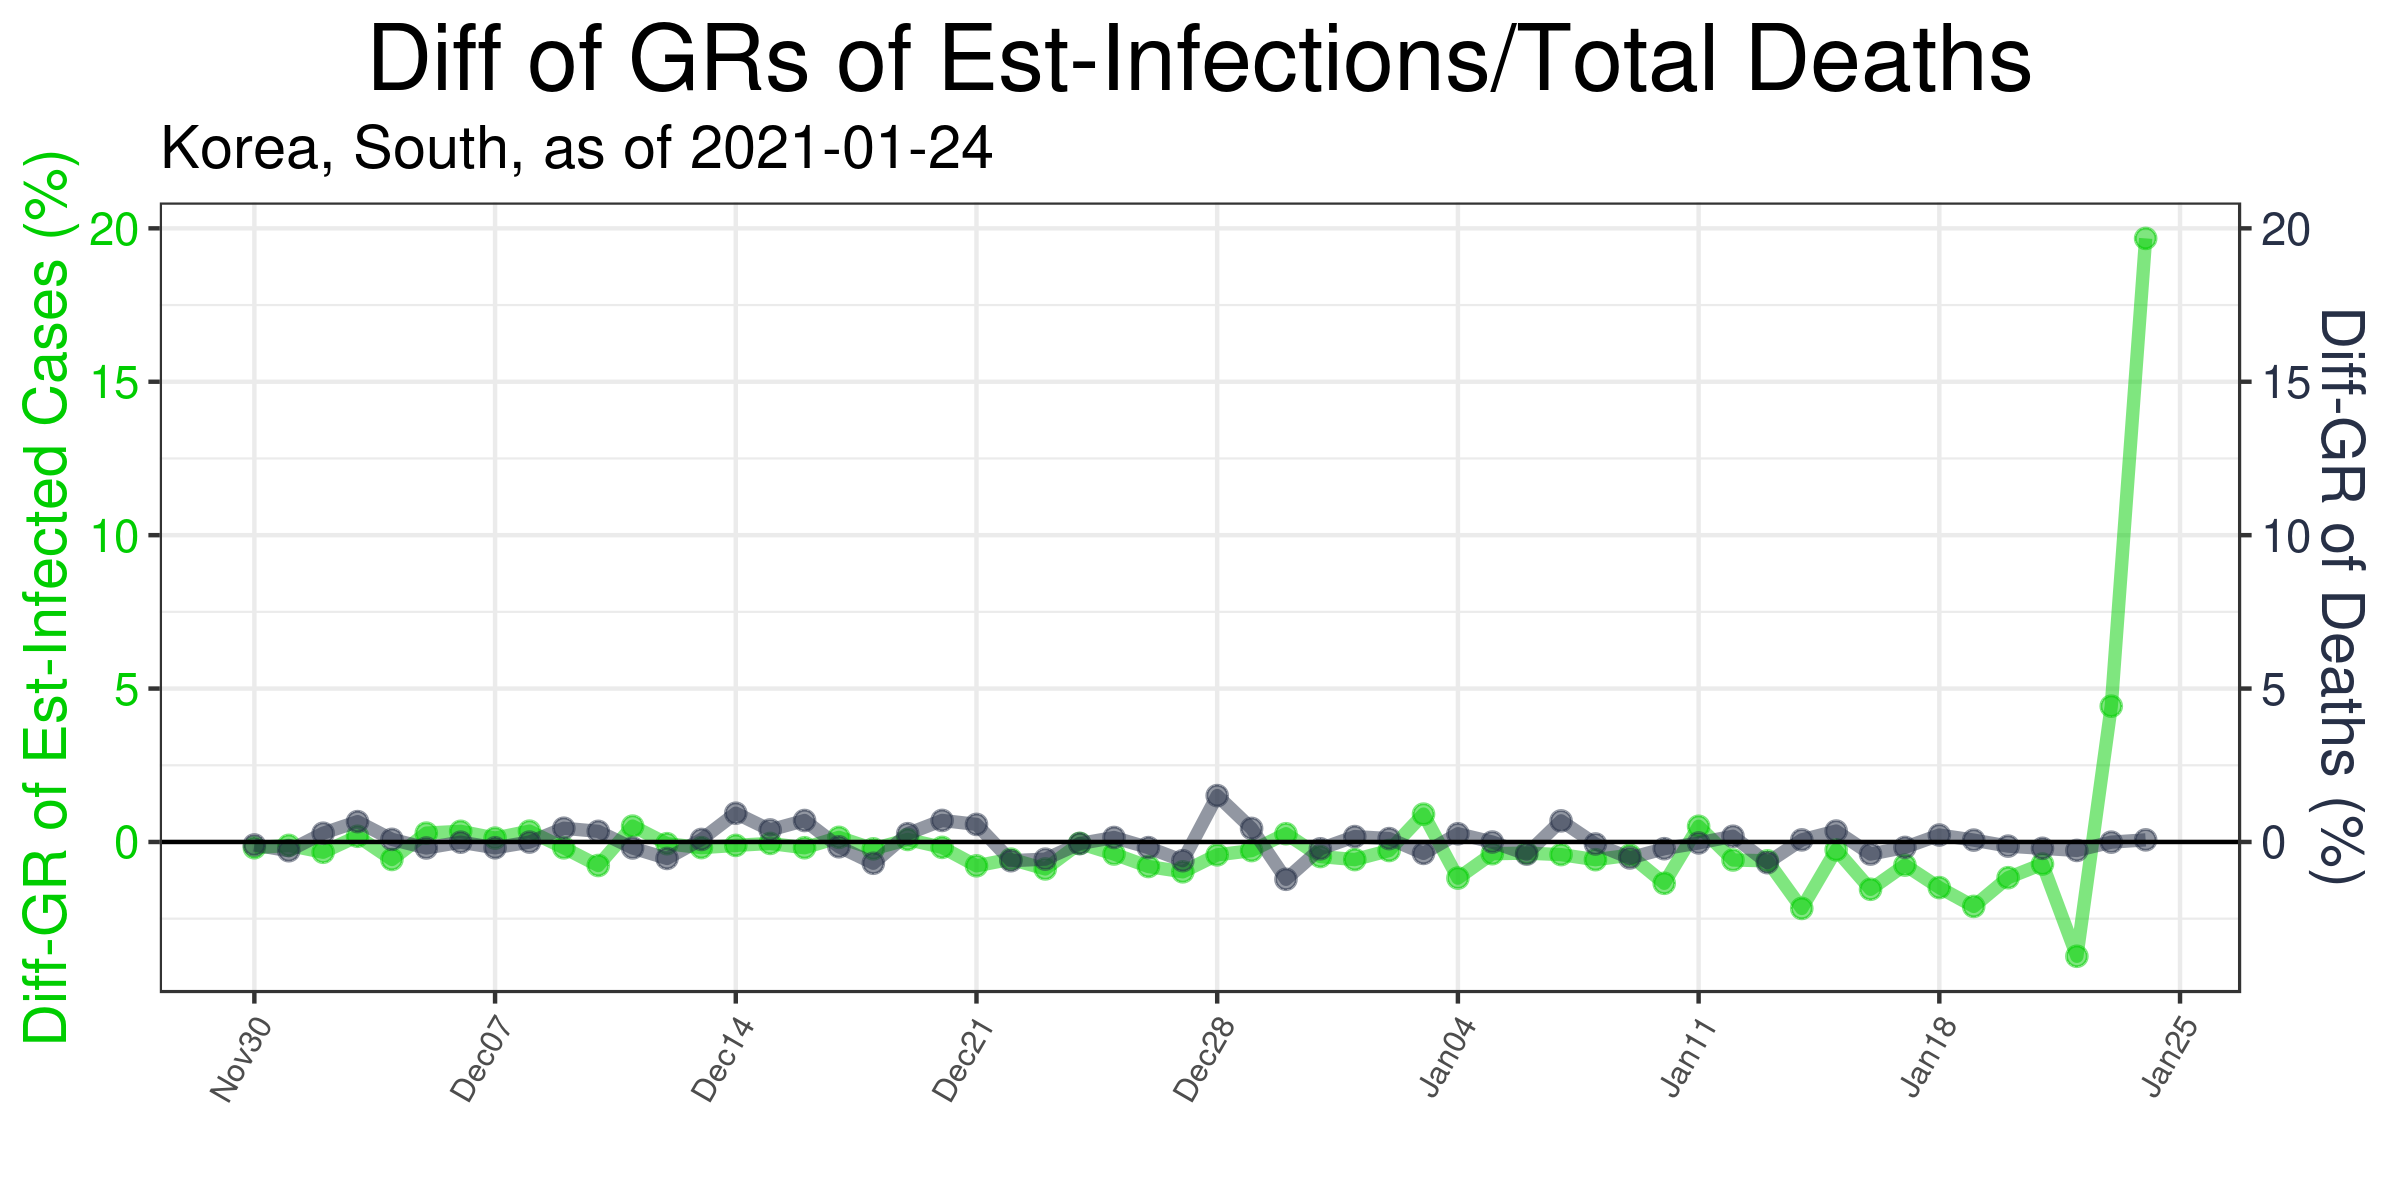 Diff of GRs of Est-Infections/Total Deaths
Korea, South, as of 2021-01-24
Diff-GR of Est-Infected Cases (%)
20
15
10
5
0
20
15
10
5
0
Diff-GR of Deaths (%)
Nov30
Dec07
Dec14
Dec21
Dec28
Jan04
Jan11
Jan18
Jan25